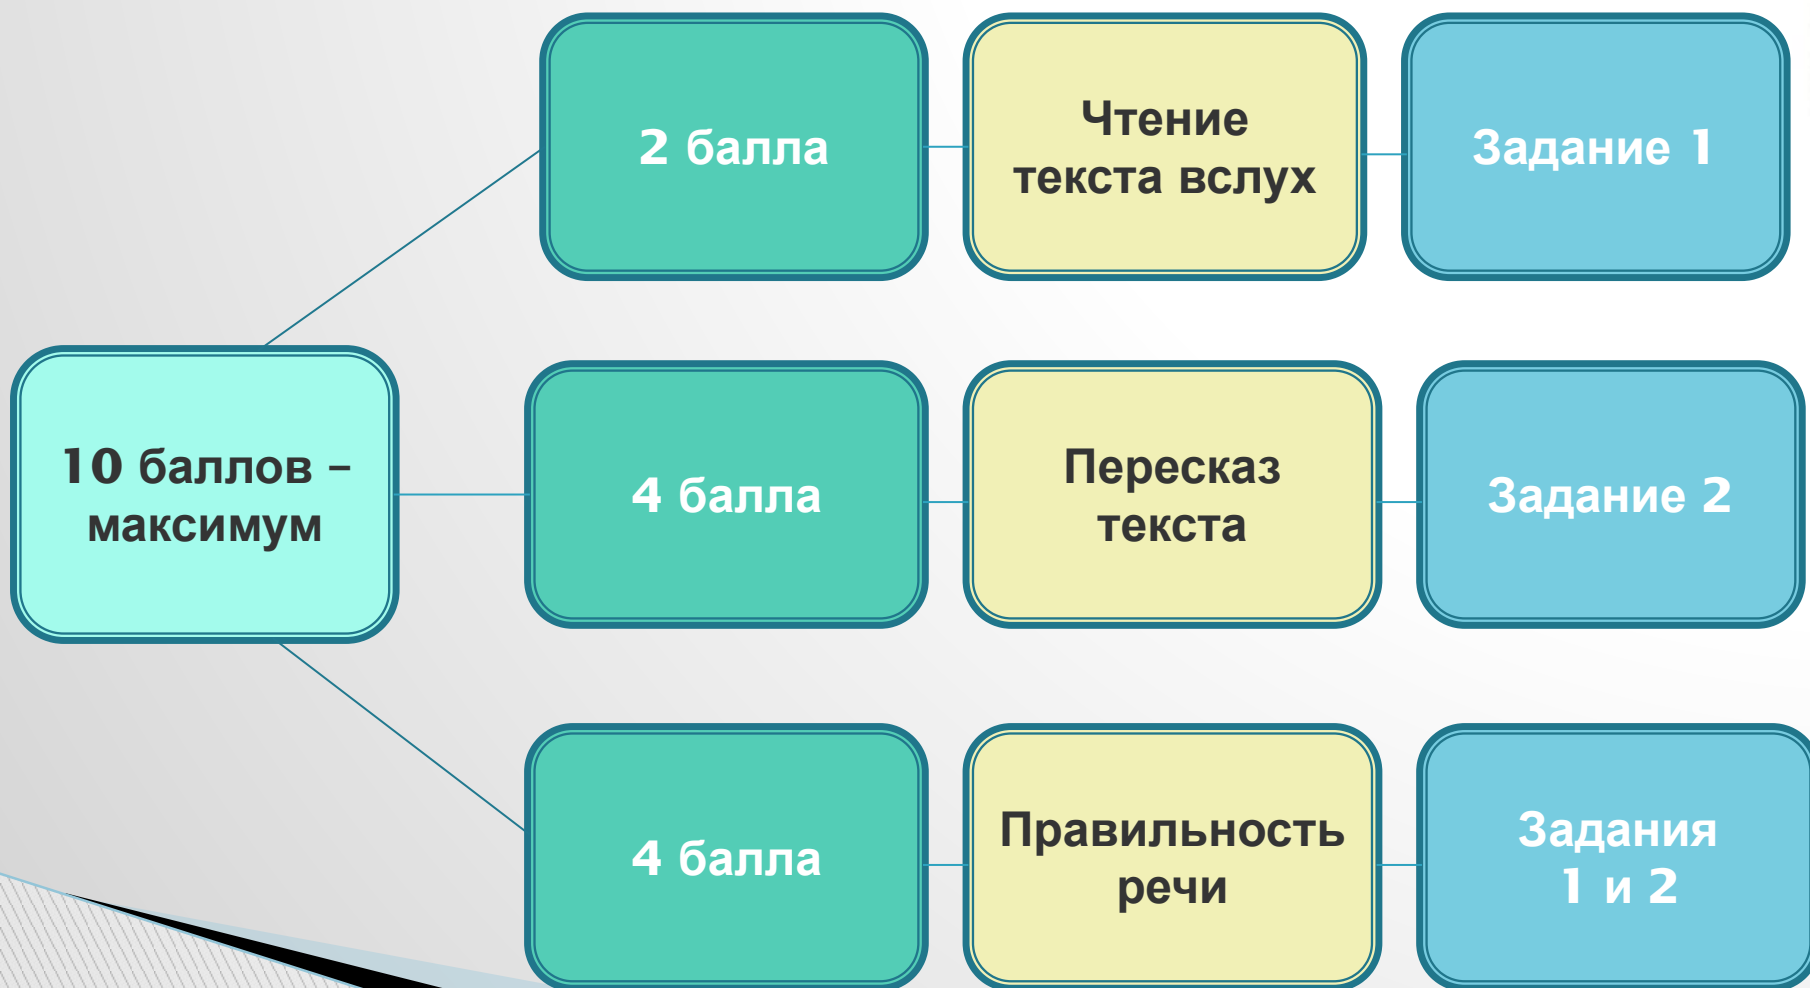 2 балла
Чтение
текста вслух
Задание 1
10 баллов –
максимум
4 балла
Пересказ
текста
Задание 2
4 балла
Правильность
речи
Задания
1 и 2